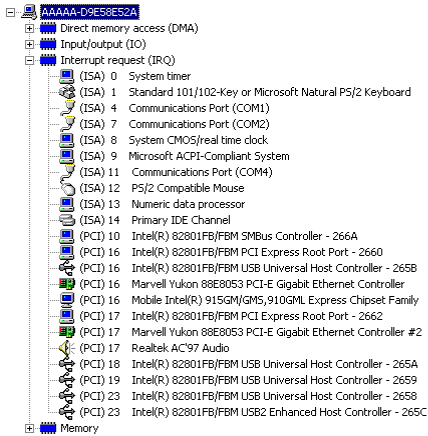 AAAAA-D9E58E52A
Direct memory access (DMA)
Input/output (IO)
Interrupt request (IRQ)
(ISA) 0 System timer
(ISA) 1 Standard 101/102-Key or Microsoft Natural PS/2 Keyboard
(ISA) 4 Communications Port (COM1)
(ISA) 7 Communications Port (COM2)
(ISA) 8 System CMOS/real time clock
(ISA) 9 Microsoft ACPI-Compliant System
(ISA) 11 Communications Port (COM4)
(ISA) 12 PS/2 Compatible Mouse
(ISA) 13 Numeric data processor
(ISA) 14 Primary IDE Channel
(PCI) 10 Intel(R) 82801FB/FBM SMBus Controller - 266A
(PCI) 16 Intel(R) 82801FB/FBM PCI Express Root Port - 2660
(PCI) 16 Intel(R) 82801FB/FBM USB Universal Host Controller - 265B
(PCI) 16 Marvell Yukon 88E8053 PCI-E Gigabit Ethernet Controller
(PCI) 16 Mobile Intel(R) 915GM/GMS,910GML Express Chipset Family
(PCI) 17 Intel(R) 82801FB/FBM PCI Express Root Port - 2662
(PCI) 17 Marvell Yukon 88E8053 PCI-E Gigabit Ethernet Controller #2
(PCI) 17 Realtek AC'97 Audio
(PCI) 18 Intel(R) 82801FB/FBM USB Universal Host Controller - 265A
(PCI) 19 Intel(R) 82801FB/FBM USB Universal Host Controller - 2659
(PCI) 23 Intel(R) 82801FB/FBM USB Universal Host Controller - 2658
(PCI) 23 Intel(R) 82801FB/FBM USB2 Enhanced Host Controller - 265C
Memory